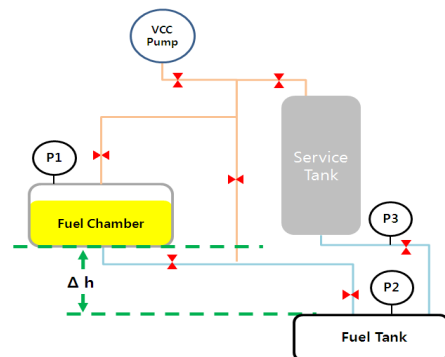 VCC
Pump
P1
Service
Tank
Fuel Chamber
P3
Δ h
P2
Fuel Tank